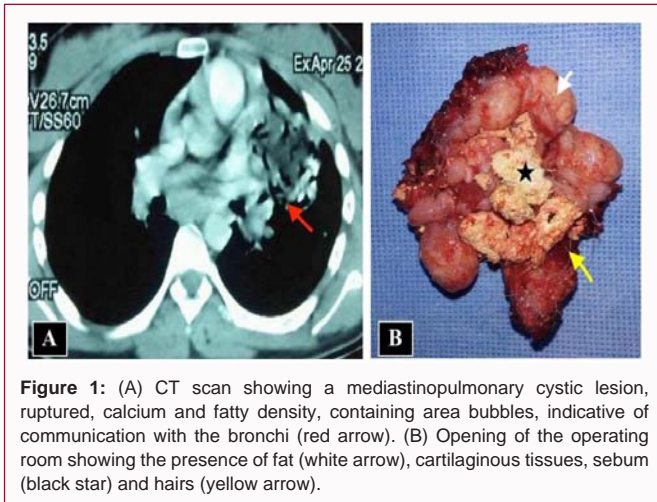 3.5
9
ExApr 25 2
V26.7cm
T/SS60
OFF
A
B
Figure 1: (A) CT scan showing a mediastinopulmonary cystic lesion,
ruptured, calcium and fatty density, containing area bubbles, indicative of
communication with the bronchi (red arrow). (B) Opening of the operating
room showing the presence of fat (white arrow), cartilaginous tissues, sebum
(black star) and hairs (yellow arrow).